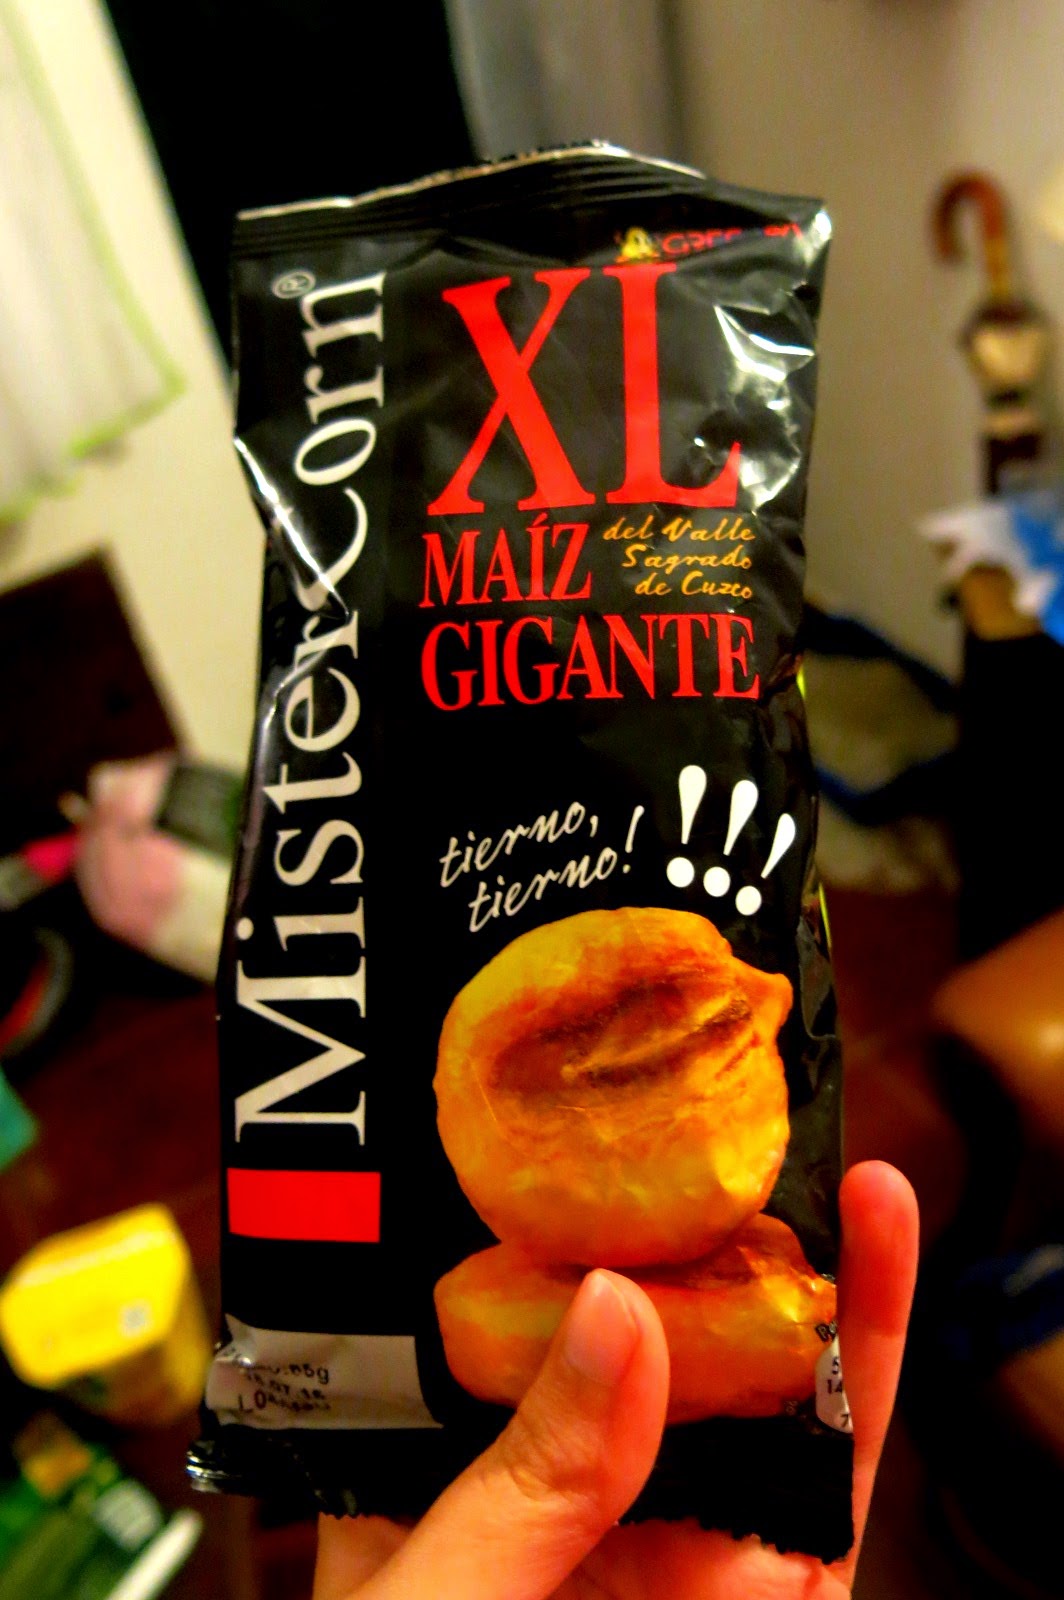 MisterCorn®
XL
MAÍZ
GIGANTE
del Valle
Sagrado
de Cuzco
tierno,
tierno!
!!!